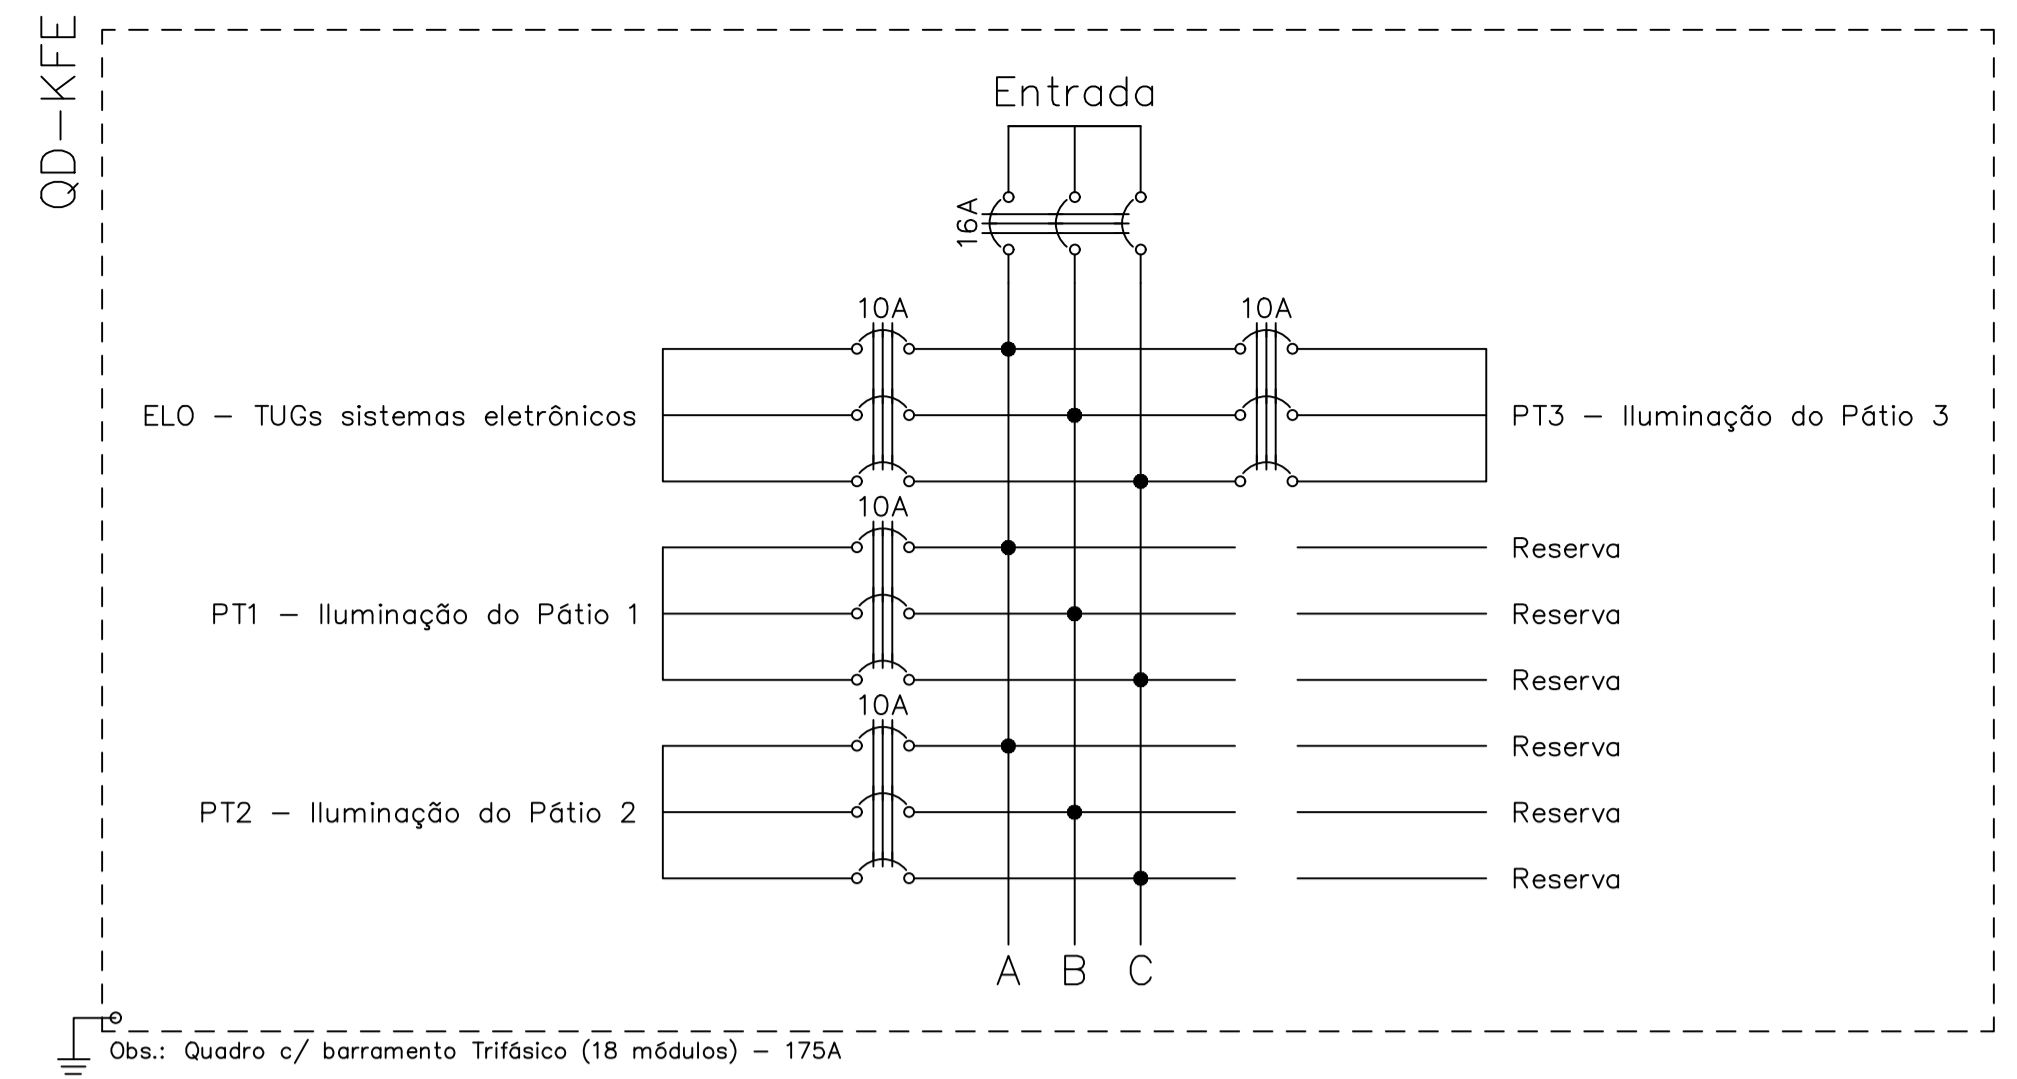 QD-KFE
Entrada
16A
10A
10A
ELO - TUGs sistemas eletrônicos
PT3 - Iluminação do Pátio 3
10A
Reserva
PT1 - Iluminação do Pátio 1
Reserva
Reserva
10A
Reserva
PT2 - Iluminação do Pátio 2
Reserva
Reserva
A B C
Obs.: Quadro c/ barramento Trifásico (18 módulos) - 175A